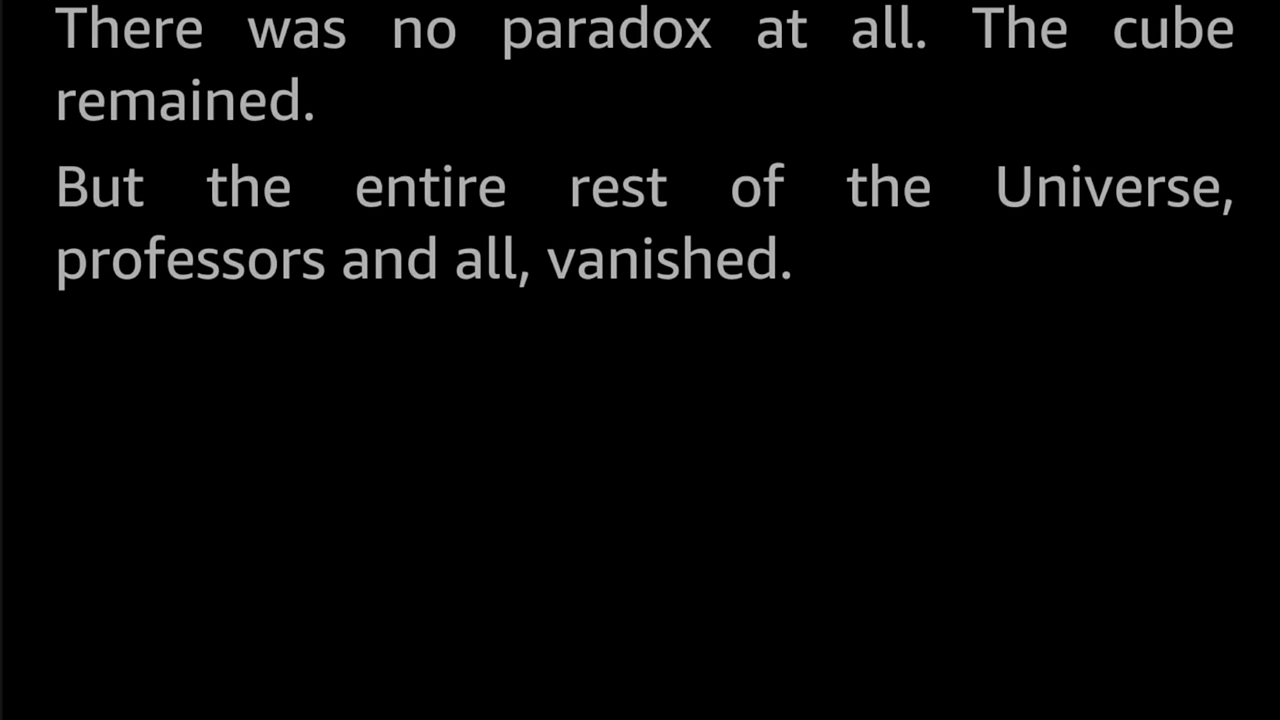 There was no paradox at all. The cube
remained.
But the entire rest of the Universe,
professors and all, vanished.